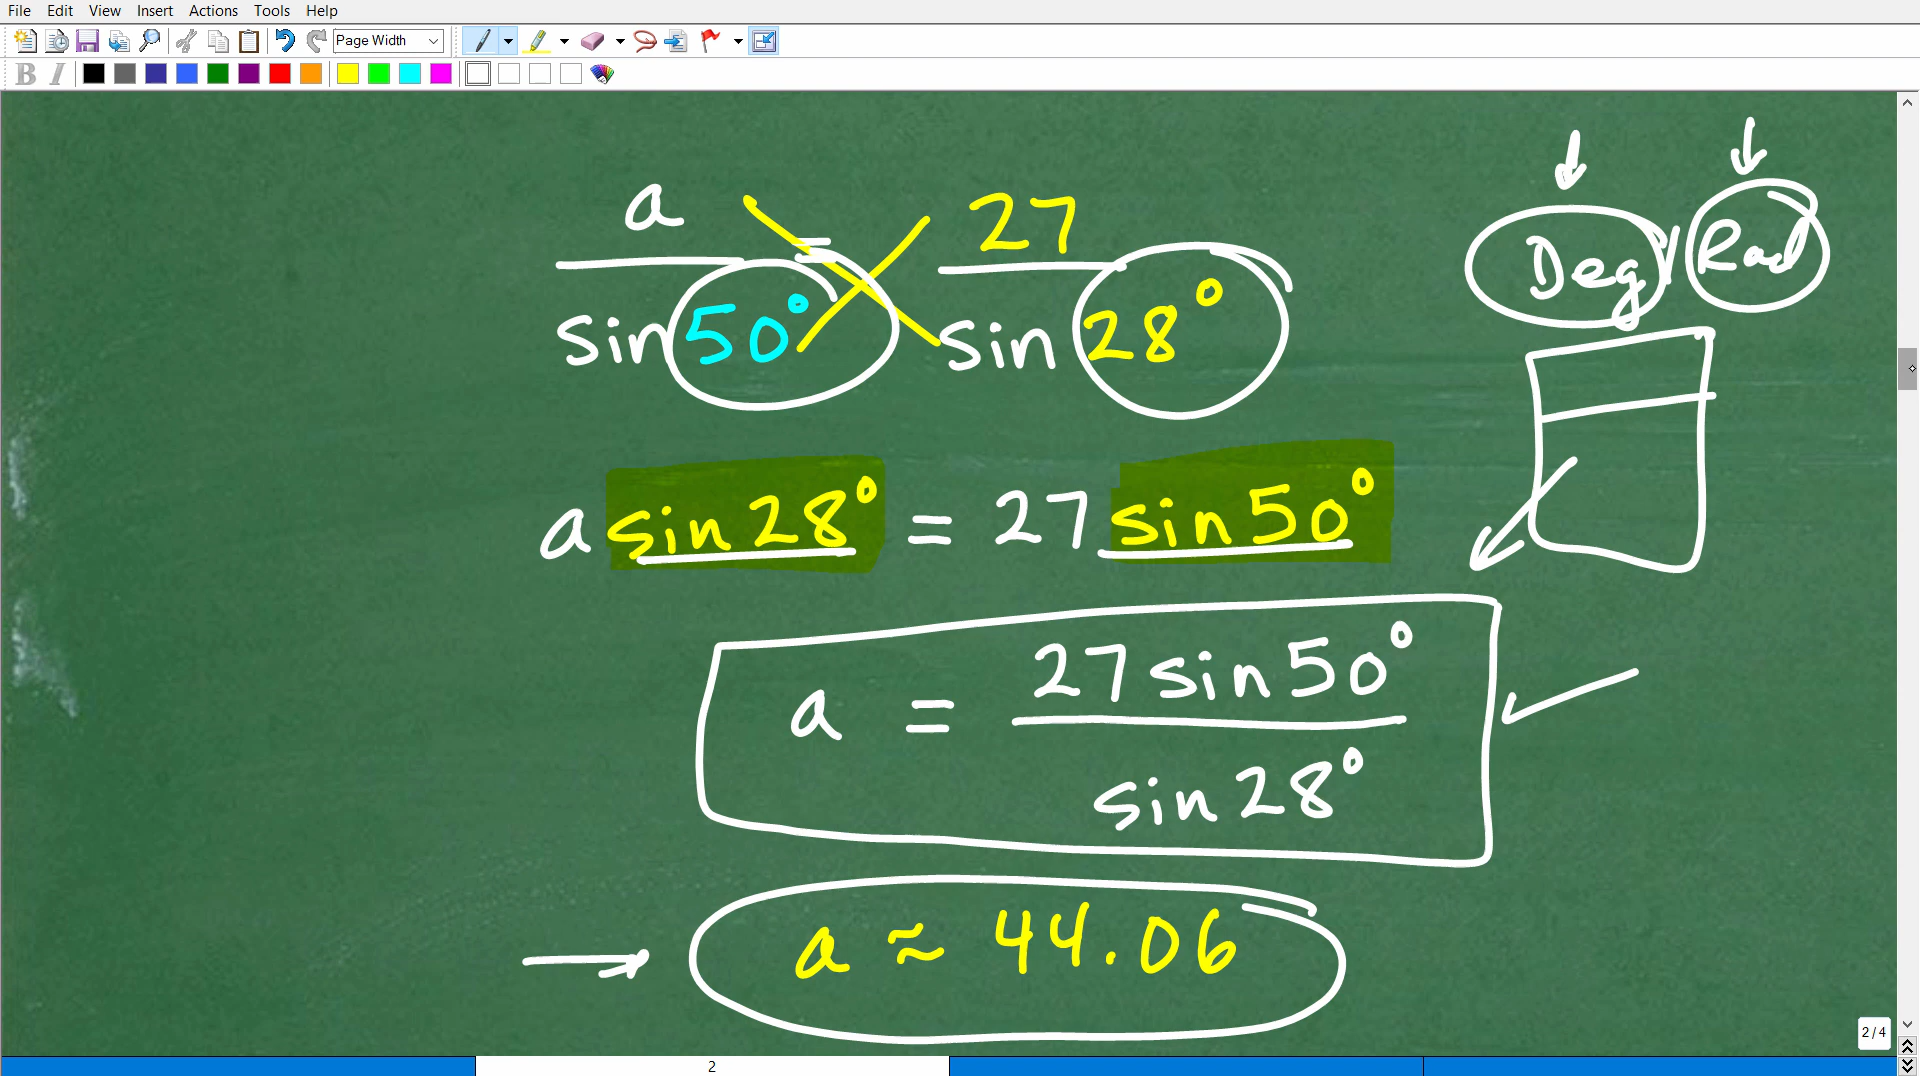 File Edit View Insert Actions Tools Help
Page Width
B I
a = 27
sin 50° sin 28°
Deg / Rad
a sin 28° = 27 sin 50°
a = 27 sin 50°
sin 28°
a ≈ 44.06
2 / 4
2